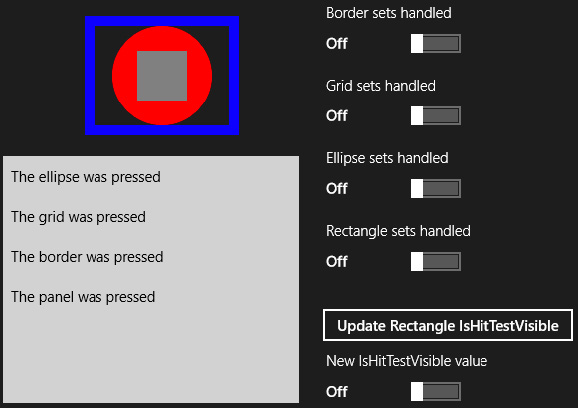 The ellipse was pressed
The grid was pressed
The border was pressed
The panel was pressed
Border sets handled
Off
Grid sets handled
Off
Ellipse sets handled
Off
Rectangle sets handled
Off
Update Rectangle IsHitTestVisible
New IsHitTestVisible value
Off